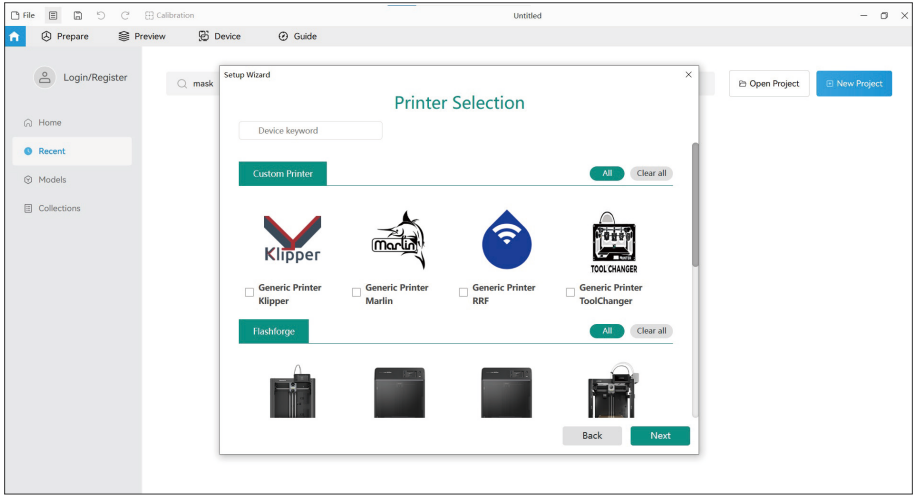 File
Calibration
Untitled
Prepare
Preview
Device
Guide
Login/Register
mask
Open Project
New Project
Home
Recent
Models
Collections
Setup Wizard
Printer Selection
Device keyword
Custom Printer
All
Clear all
Klipper
Marlin
TOOL CHANGER
Generic Printer
Klipper
Generic Printer
Marlin
Generic Printer
RRF
Generic Printer
ToolChanger
Flashforge
All
Clear all
Back
Next